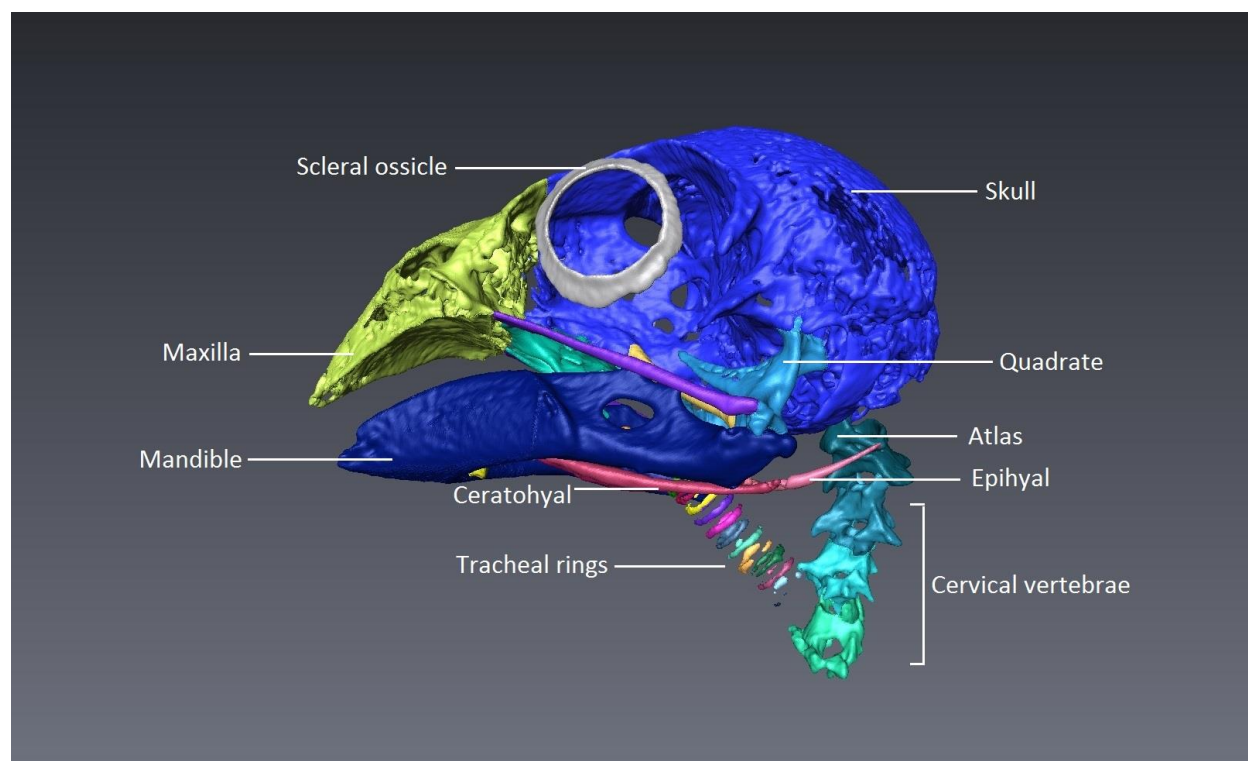 Scleral ossicle
Skull
Maxilla
Quadrate
Atlas
Mandible
Epihyal
Ceratohyal
Tracheal rings
Cervical vertebrae